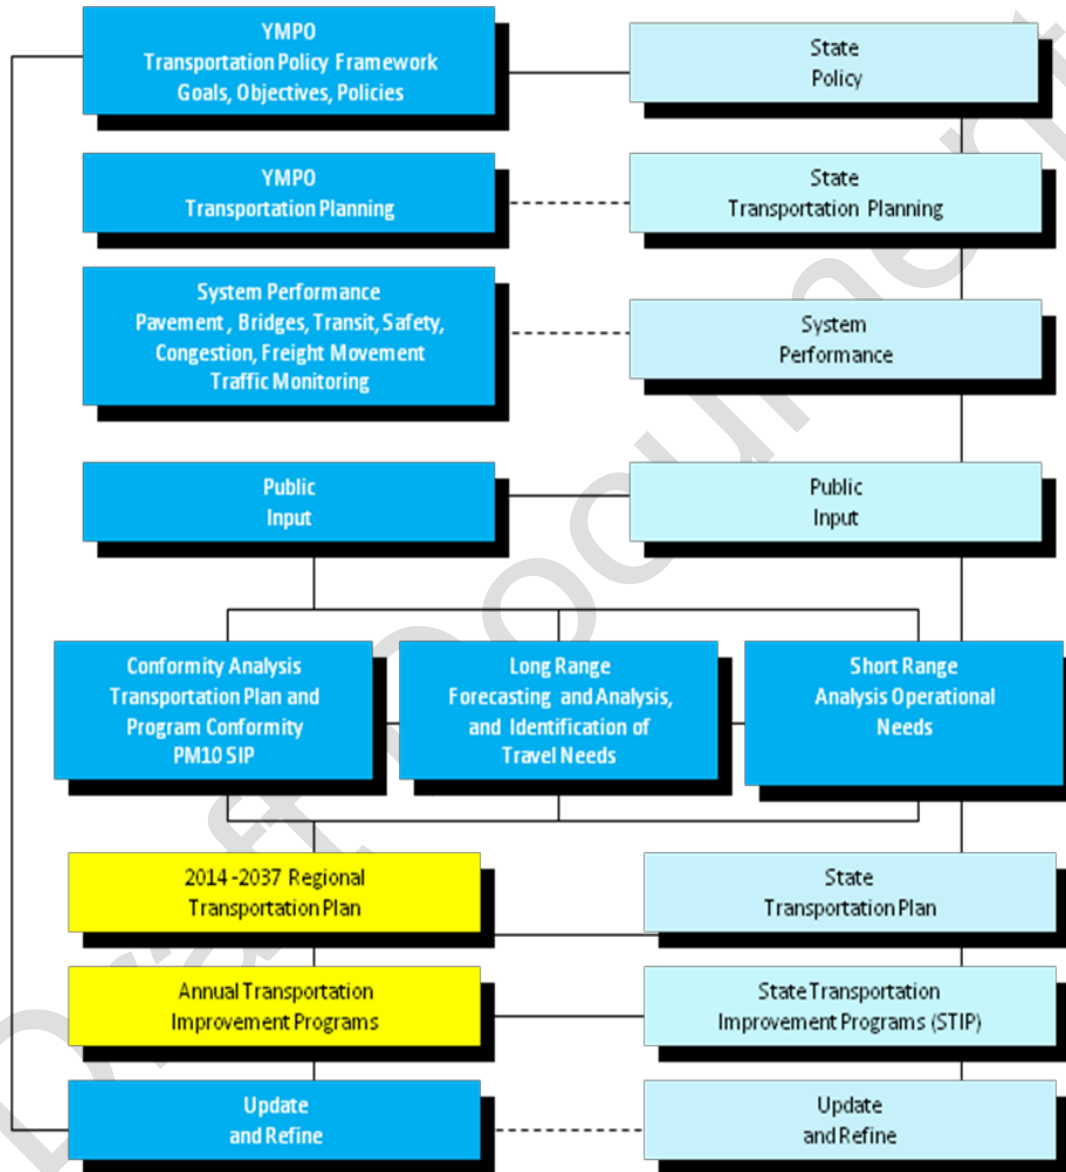 YMPO
Transportation Policy Framework
Goals, Objectives, Policies
State
Policy
YMPO
Transportation Planning
State
Transportation Planning
System Performance
Pavement , Bridges, Transit, Safety,
Congestion, Freight Movement
Traffic Monitoring
System
Performance
Public
Input
Public
Input
Conformity Analysis
Transportation Plan and
Program Conformity
PM10 SIP
Long Range
Forecasting and Analysis,
and Identification of
Travel Needs
Short Range
Analysis Operational
Needs
2014 -2037 Regional
Transportation Plan
State
Transportation Plan
Annual Transportation
Improvement Programs
State Transportation
Improvement Programs (STIP)
Update
and Refine
Update
and Refine
Draft Document